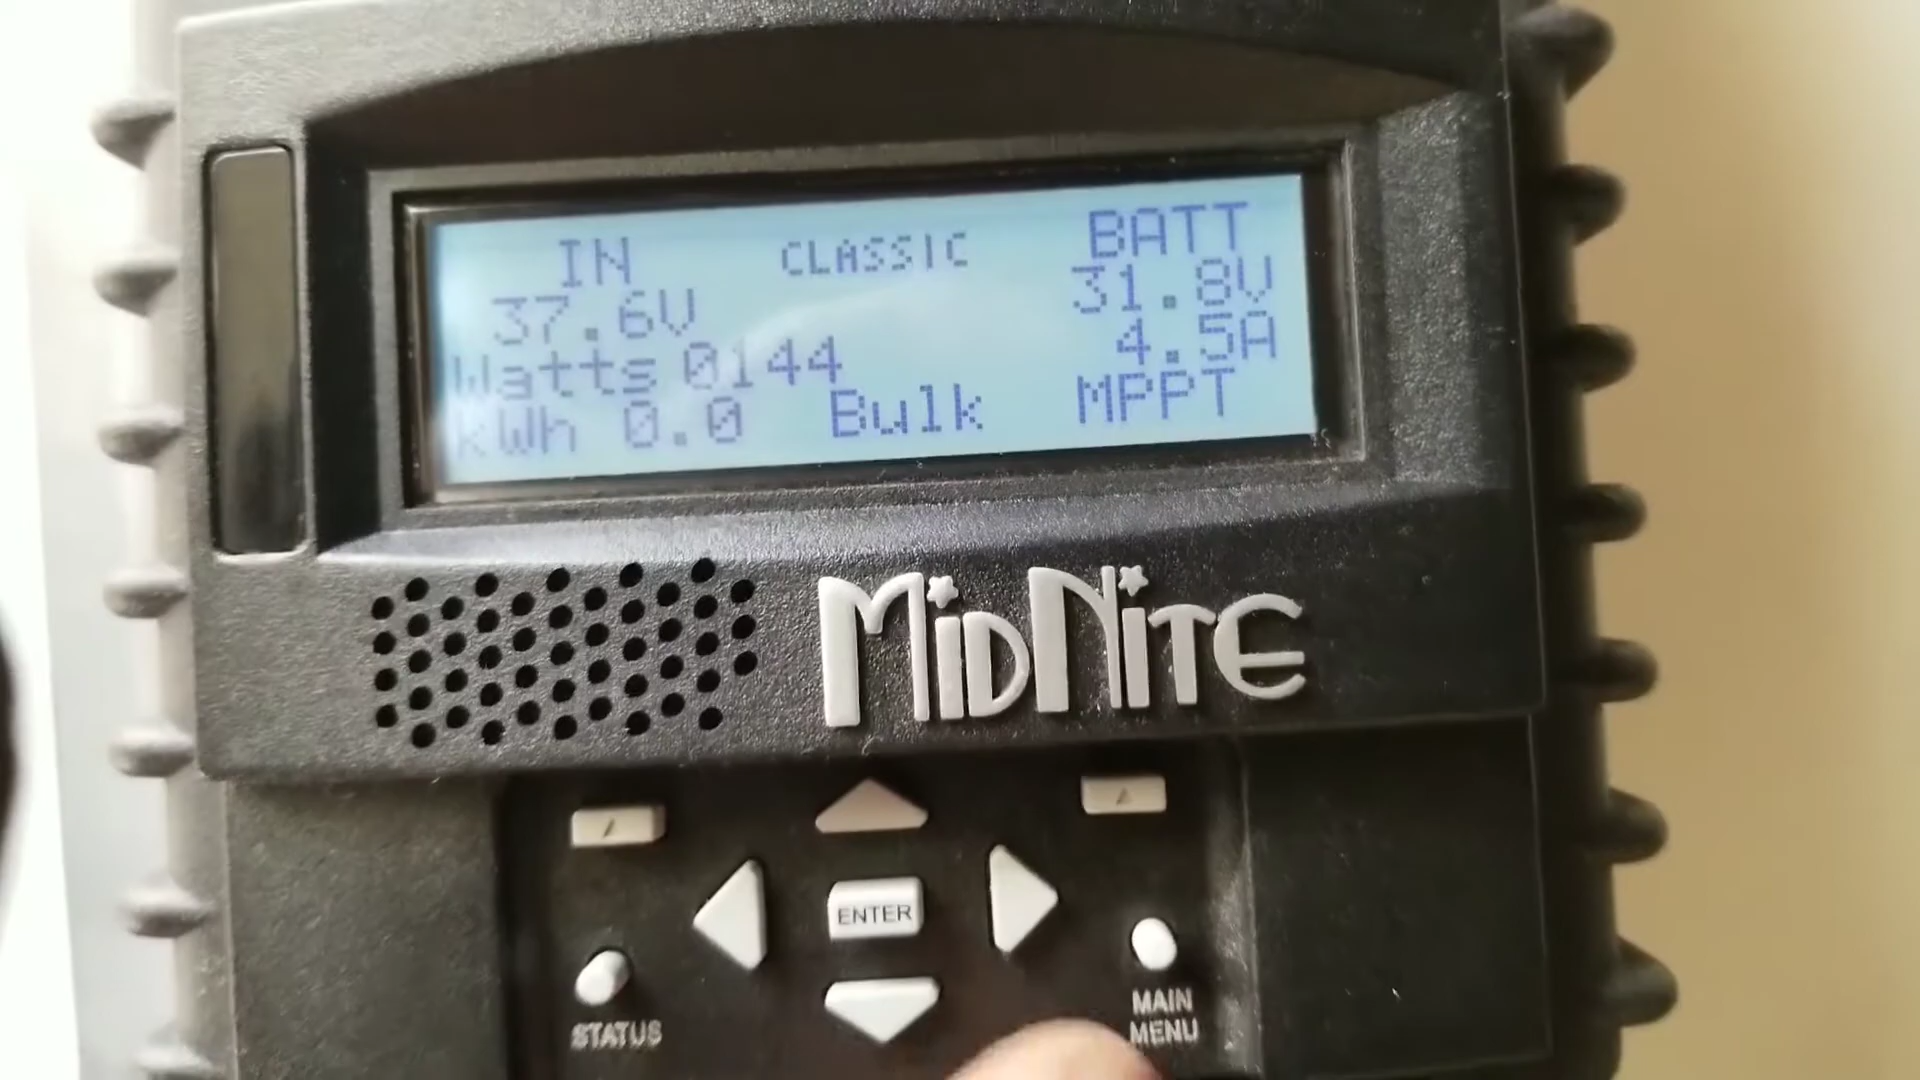 IN CLASSIC BATT
37.6V 31.8V
Watts 0144 4.5A
kWh 0.0 Bulk MPPT
MIDNITE
ENTER
STATUS
MAIN
MENU